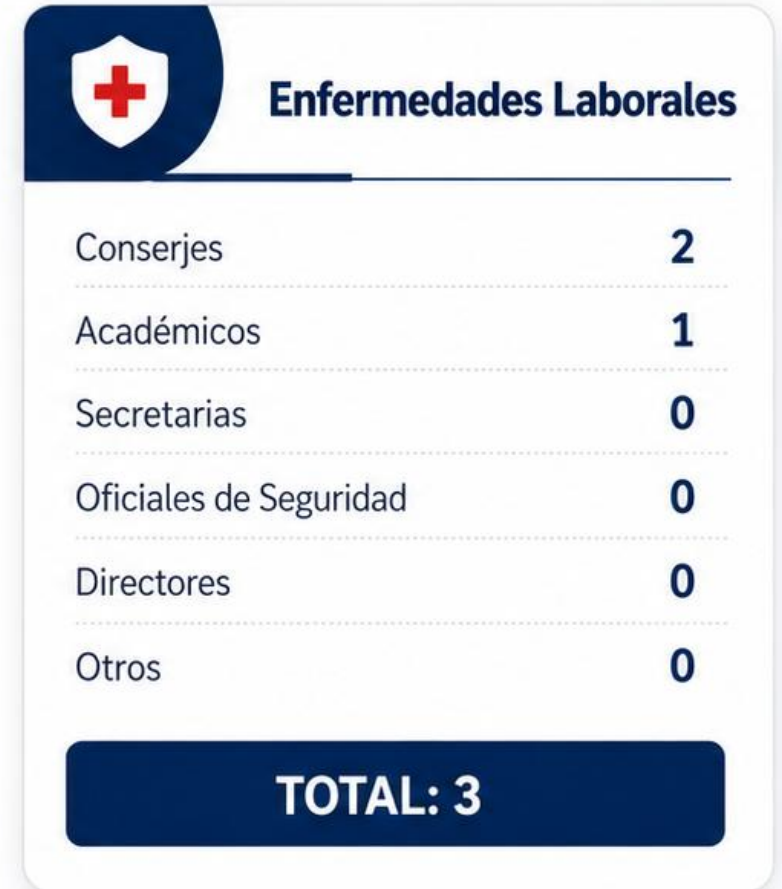 Enfermedades Laborales
Conserjes 2
Académicos 1
Secretarias 0
Oficiales de Seguridad 0
Directores 0
Otros 0
TOTAL: 3